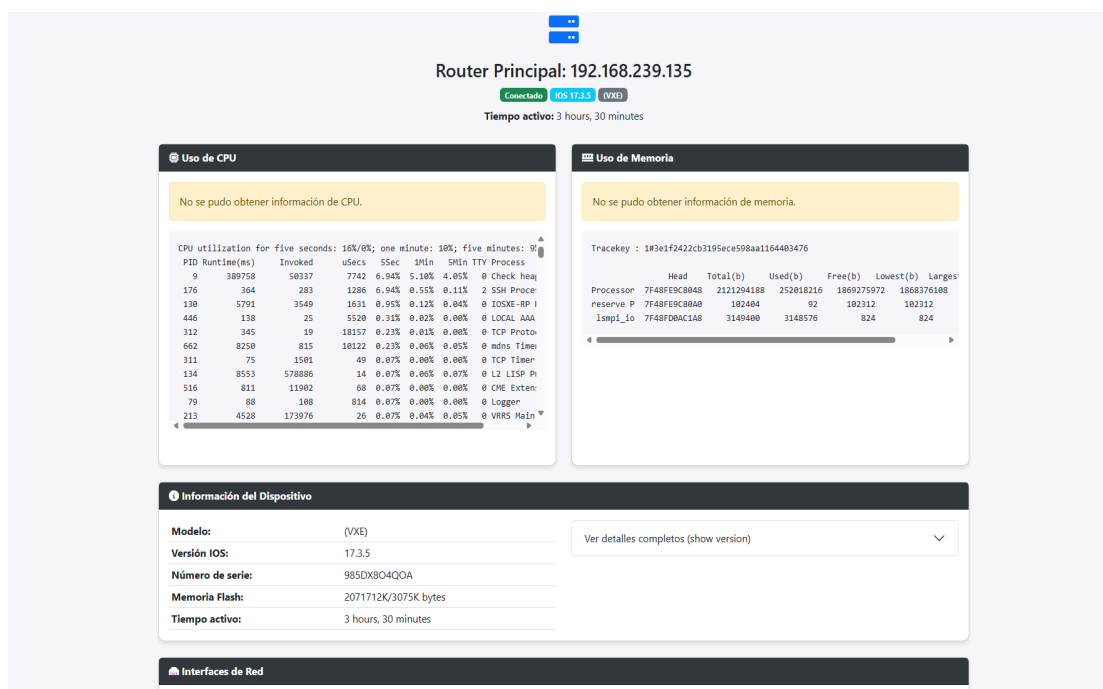 Router Principal: 192.168.239.135
Conectado IOS 17.3.5 (VXE)
Tiempo activo: 3 hours, 30 minutes
Uso de CPU
No se pudo obtener información de CPU.
CPU utilization for five seconds: 16%/0%; one minute: 10%; five minutes: 9%
PID Runtime(ms) Invoked uSecs 5Sec 1Min 5Min TTY Process
9 389758 50337 7742 6.94% 5.10% 4.05% 0 Check heap
176 364 283 1286 6.94% 0.55% 0.11% 2 SSH Proces
130 5791 3549 1631 0.95% 0.12% 0.04% 0 IOSXE-RP
446 138 25 5520 0.31% 0.02% 0.00% 0 LOCAL AAA
312 345 19 18157 0.23% 0.01% 0.00% 0 TCP Proto
662 8250 815 10122 0.23% 0.06% 0.05% 0 mdns Time
311 75 1501 49 0.07% 0.00% 0.00% 0 TCP Timer
134 8553 578886 14 0.07% 0.06% 0.07% 0 L2 LISP
516 811 11902 68 0.07% 0.00% 0.00% 0 CME Exten
79 88 108 814 0.07% 0.00% 0.00% 0 Logger
213 4528 173976 26 0.07% 0.04% 0.05% 0 VRRS Main
Uso de Memoria
No se pudo obtener información de memoria.
Tracekey : 1#3e1f2422cb3195ece598aa1164403476
Head Total(b) Used(b) Free(b) Lowest(b) Larges
Processor 7F48FE9C8048 2121294188 252018216 1869275972 1868376108
reserve P 7F48FE9C80A0 102404 92 102312 102312
lsmpi_io 7F48FD0AC1A8 3149400 3148576 824 824
Información del Dispositivo
Modelo: (VXE)
Versión IOS: 17.3.5
Número de serie: 985DX8O4QOA
Memoria Flash: 2071712K/3075K bytes
Tiempo activo: 3 hours, 30 minutes
Ver detalles completos (show version)
Interfaces de Red